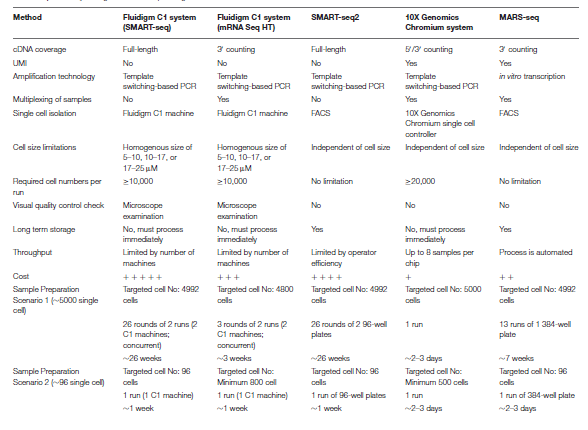 Method Fluidigm C1 system Fluidigm C1 system SMART-seq2 10X Genomics MARS-seq
(SMART-seq) (mRNA Seq HT) Chromium system
cDNA coverage Full-length 3′ counting Full-length 5′/3′ counting 3′ counting
UMI No No No Yes Yes
Amplification technology Template Template Template Template in vitro transcription
switching-based PCR switching-based PCR switching-based PCR switching-based PCR
Multiplexing of samples No Yes No Yes Yes
Single cell isolation Fluidigm C1 machine Fluidigm C1 machine FACS 10X Genomics FACS
Chromium single cell
controller
Cell size limitations Homogenous size of Homogenous size of Independent of cell size Independent of cell size Independent of cell size
5–10, 10–17, or 5–10, 10–17, or
17–25 μM 17–25 μM
Required cell numbers per ≥10,000 ≥10,000 No limitation ≥20,000 No limitation
run
Visual quality control check Microscope Microscope No No No
examination examination
Long term storage No, must process No, must process Yes No, must process Yes
immediately immediately immediately
Throughput Limited by number of Limited by number of Limited by operator Up to 8 samples per Process is automated
machines machines efficiency chip
Cost +++++ +++ ++++ + ++
Sample Preparation Targeted cell No: 4992 Targeted cell No: 4800 Targeted cell No: 4992 Targeted cell No: 5000 Targeted cell No: 4992
Scenario 1 (~5000 single cells cells cells cells cells
cell)
26 rounds of 2 runs (2 3 rounds of 2 runs (2 26 rounds of 2 96-well 1 run 13 runs of 1 384-well
C1 machines; C1 machines; plates plate
concurrent) concurrent)
~26 weeks ~3 weeks ~26 weeks ~2–3 days ~7 weeks
Sample Preparation Targeted cell No: 96 Targeted cell No: Targeted cell No: 96 Targeted cell No: Targeted cell No: 96
Scenario 2 (~96 single cell) cells Minimum 800 cell cells Minimum 500 cells cells
1 run (1 C1 machine) 1 run (1 C1 machine) 1 run of 96-well plates 1 run 1 run of 384-well plate
~1 week ~1 week ~1 week ~2–3 days ~2–3 days